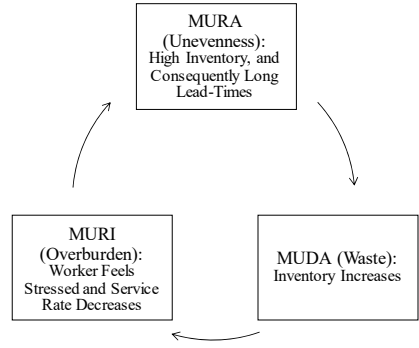 MURA
(Unevenness):
High Inventory, and
Consequently Long
Lead-Times
MURI
(Overburden):
Worker Feels
Stressed and Service
Rate Decreases
MUDA (Waste):
Inventory Increases